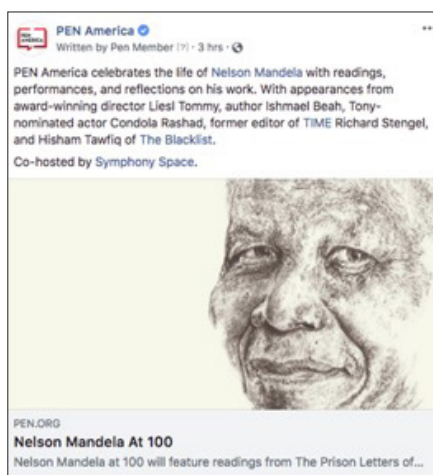 PEN AMERICA
PEN America
Written by Pen Member [?] · 3 hrs ·
PEN America celebrates the life of Nelson Mandela with readings,
performances, and reflections on his work. With appearances from
award-winning director Liesl Tommy, author Ishmael Beah, Tony-
nominated actor Condola Rashad, former editor of TIME Richard Stengel,
and Hisham Tawfiq of The Blacklist.
Co-hosted by Symphony Space.
PEN.ORG
Nelson Mandela At 100
Nelson Mandela at 100 will feature readings from The Prison Letters of...